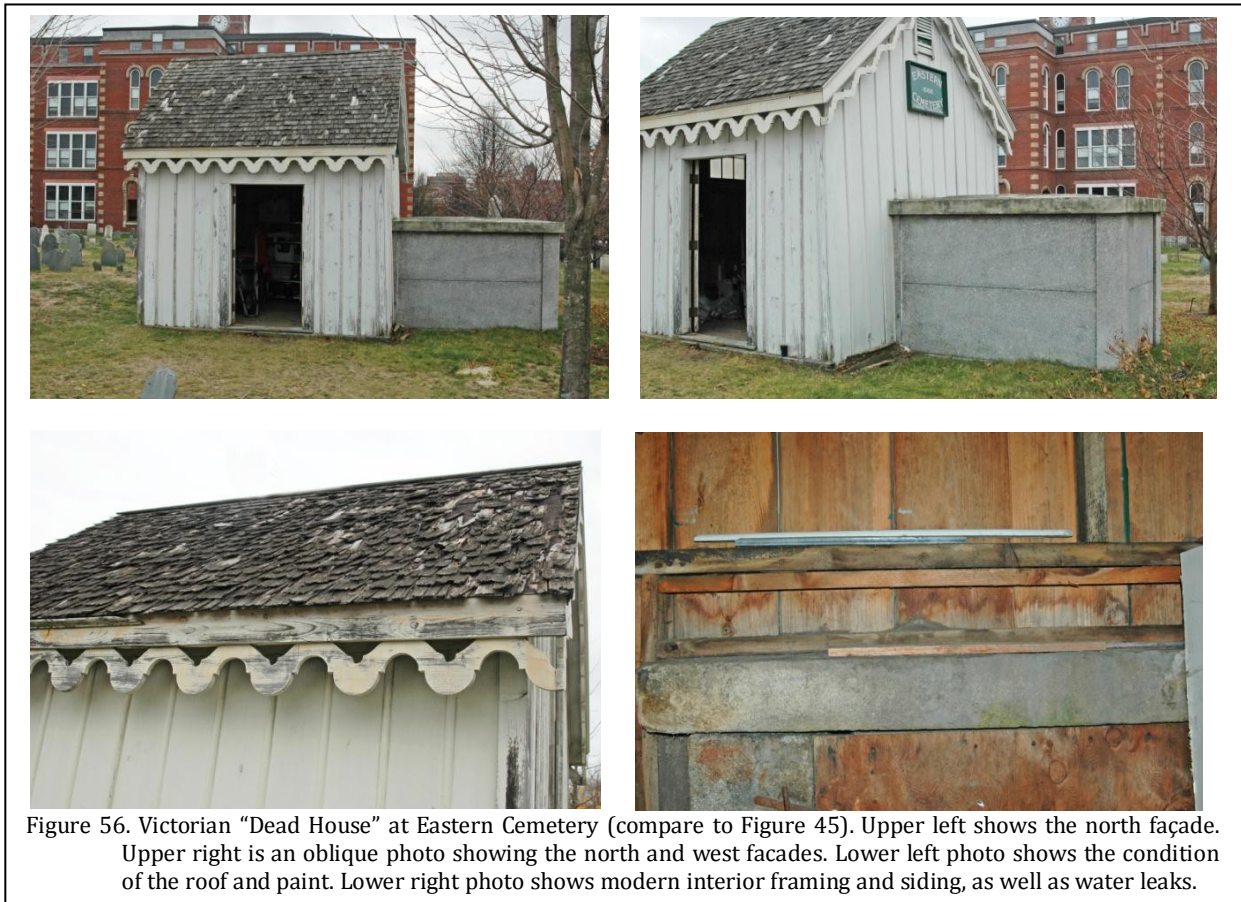 EASTERN
1668
CEMETERY
Figure 56. Victorian “Dead House” at Eastern Cemetery (compare to Figure 45). Upper left shows the north façade.
Upper right is an oblique photo showing the north and west facades. Lower left photo shows the condition
of the roof and paint. Lower right photo shows modern interior framing and siding, as well as water leaks.